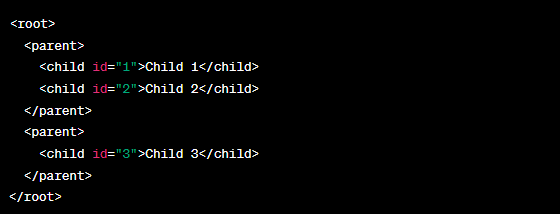 <root>
  <parent>
    <child id="1">Child 1</child>
    <child id="2">Child 2</child>
  </parent>
  <parent>
    <child id="3">Child 3</child>
  </parent>
</root>